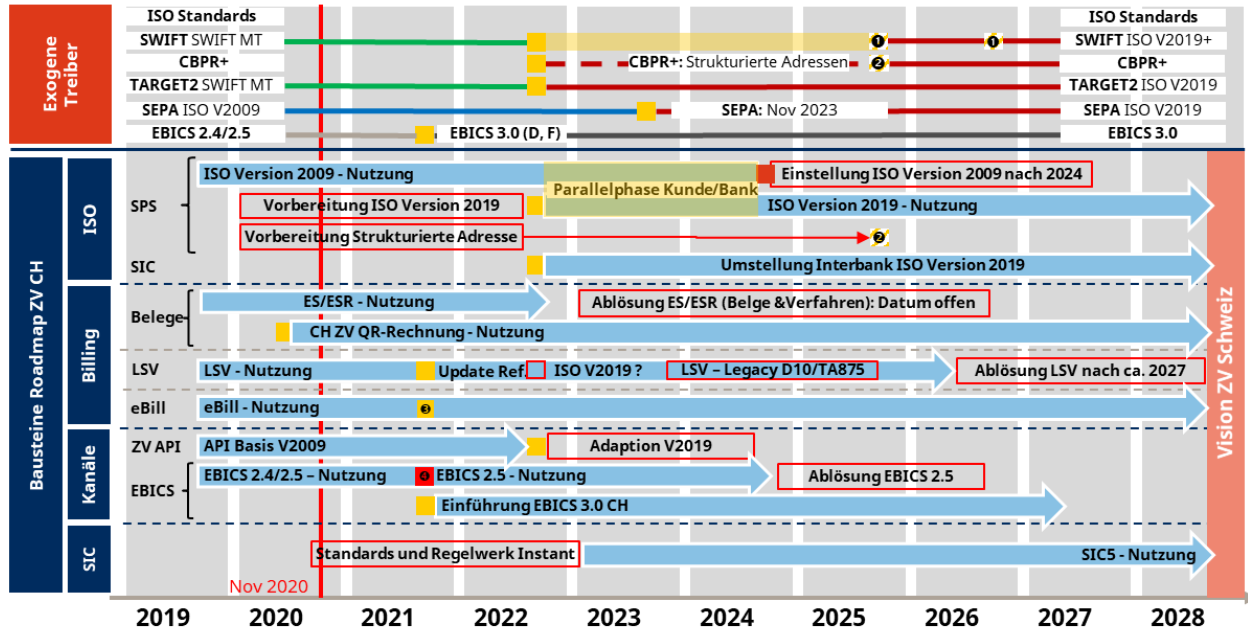 Exogene
Treiber
ISO Standards
ISO Standards
SWIFT SWIFT MT
❶
❶
SWIFT ISO V2019+
CBPR+
CBPR+: Strukturierte Adressen
❷
CBPR+
TARGET2 SWIFT MT
TARGET2 ISO V2019
SEPA ISO V2009
SEPA: Nov 2023
SEPA ISO V2019
EBICS 2.4/2.5
EBICS 3.0 (D, F)
EBICS 3.0
Bausteine Roadmap ZV CH
Vision ZV Schweiz
ISO
SPS
ISO Version 2009 - Nutzung
Parallelphase Kunde/Bank
Einstellung ISO Version 2009 nach 2024
Vorbereitung ISO Version 2019
ISO Version 2019 - Nutzung
Vorbereitung Strukturierte Adresse
❷
SIC
Umstellung Interbank ISO Version 2019
Billing
Belege
ES/ESR - Nutzung
Ablösung ES/ESR (Belge &Verfahren): Datum offen
CH ZV QR-Rechnung - Nutzung
LSV
LSV - Nutzung
Update Ref.
ISO V2019 ?
LSV – Legacy D10/TA875
Ablösung LSV nach ca. 2027
eBill
eBill - Nutzung
❸
Kanäle
ZV API
API Basis V2009
Adaption V2019
EBICS
EBICS 2.4/2.5 – Nutzung
❹
EBICS 2.5 - Nutzung
Ablösung EBICS 2.5
Einführung EBICS 3.0 CH
SIC
Standards und Regelwerk Instant
SIC5 - Nutzung
Nov 2020
2019
2020
2021
2022
2023
2024
2025
2026
2027
2028